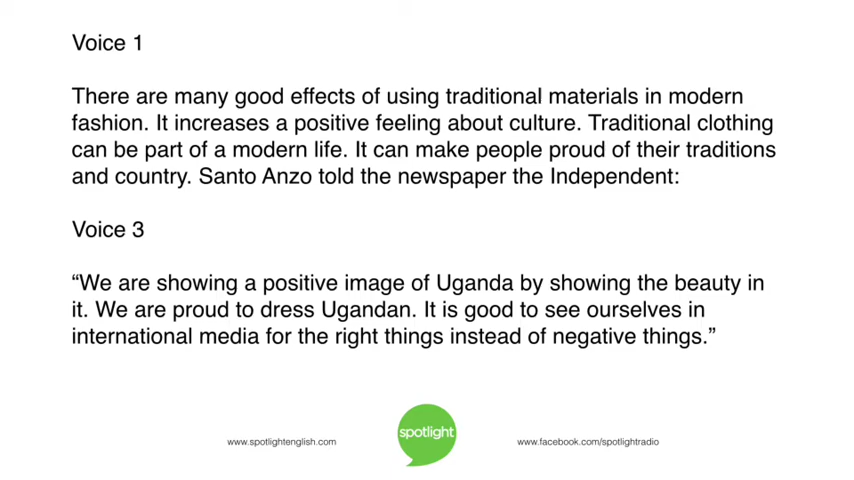 Voice 1
There are many good effects of using traditional materials in modern
fashion. It increases a positive feeling about culture. Traditional clothing
can be part of a modern life. It can make people proud of their traditions
and country. Santo Anzo told the newspaper the Independent:
Voice 3
“We are showing a positive image of Uganda by showing the beauty in
it. We are proud to dress Ugandan. It is good to see ourselves in
international media for the right things instead of negative things.”
www.spotlightenglish.com
spotlight
www.facebook.com/spotlightradio